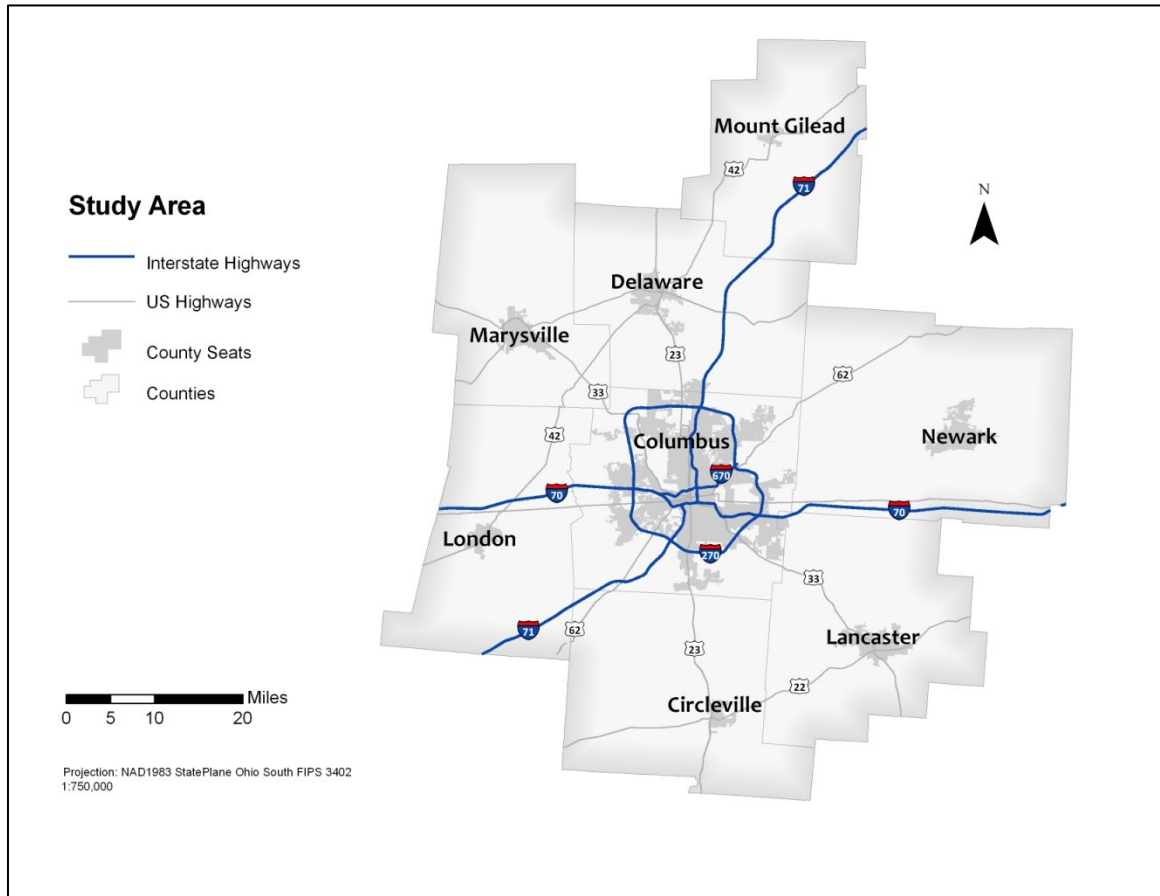 Mount Gilead
42
71
N
Study Area
Interstate Highways
US Highways
County Seats
Counties
Delaware
Marysville
23
62
33
42
Columbus
Newark
670
70
70
London
270
33
71
62
23
Lancaster
22
Circleville
Miles
0 5 10 20
Projection: NAD1983 StatePlane Ohio South FIPS 3402
1:750,000